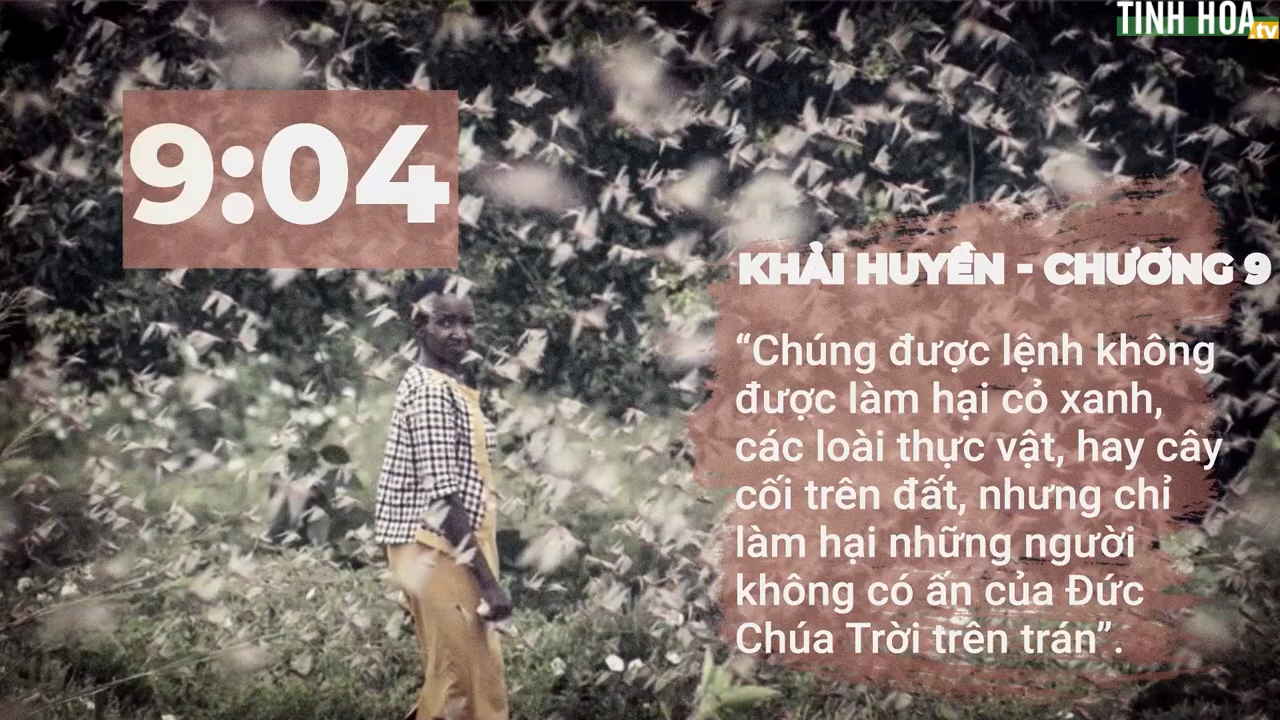 TINH HOA
.tv
9:04
KHẢI HUYỀN - CHƯƠNG 9
“Chúng được lệnh không
được làm hại cỏ xanh,
các loài thực vật, hay cây
cối trên đất, nhưng chỉ
làm hại những người
không có ấn của Đức
Chúa Trời trên trán”.